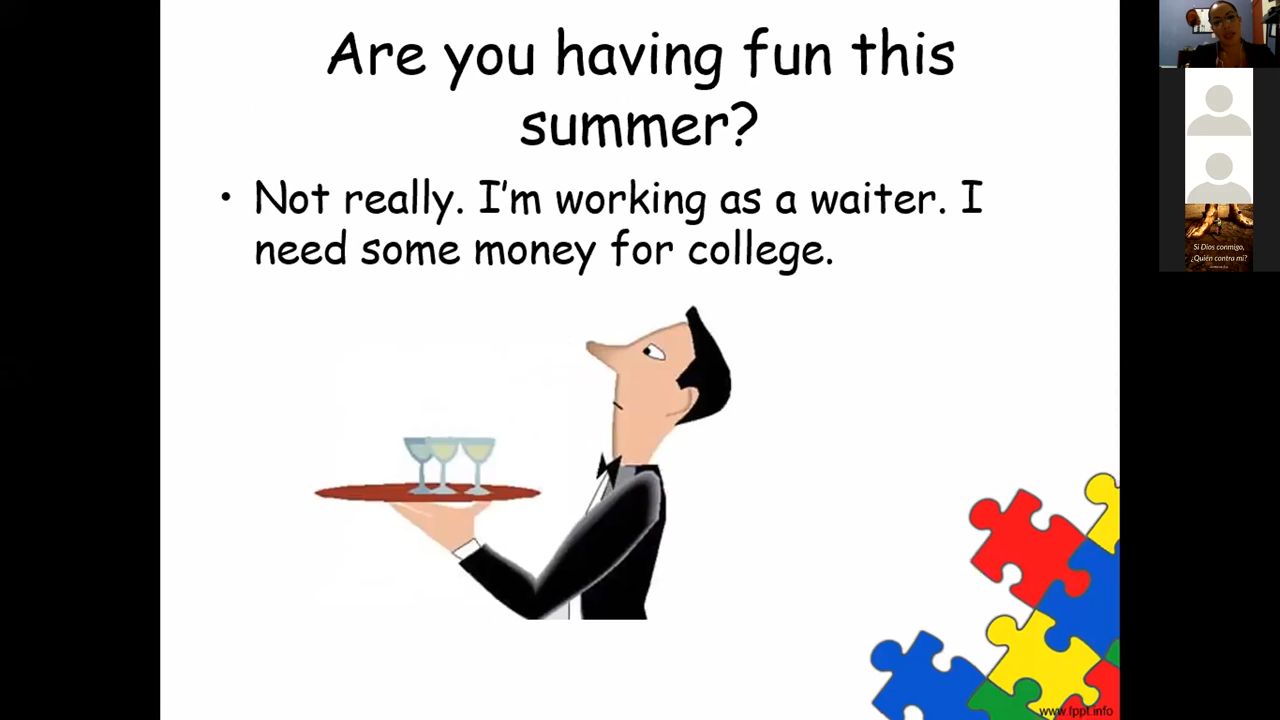 Are you having fun this
summer?
• Not really. I'm working as a waiter. I
need some money for college.
Si Dios conmigo,
¿Quién contra mí?
www.fppt.info